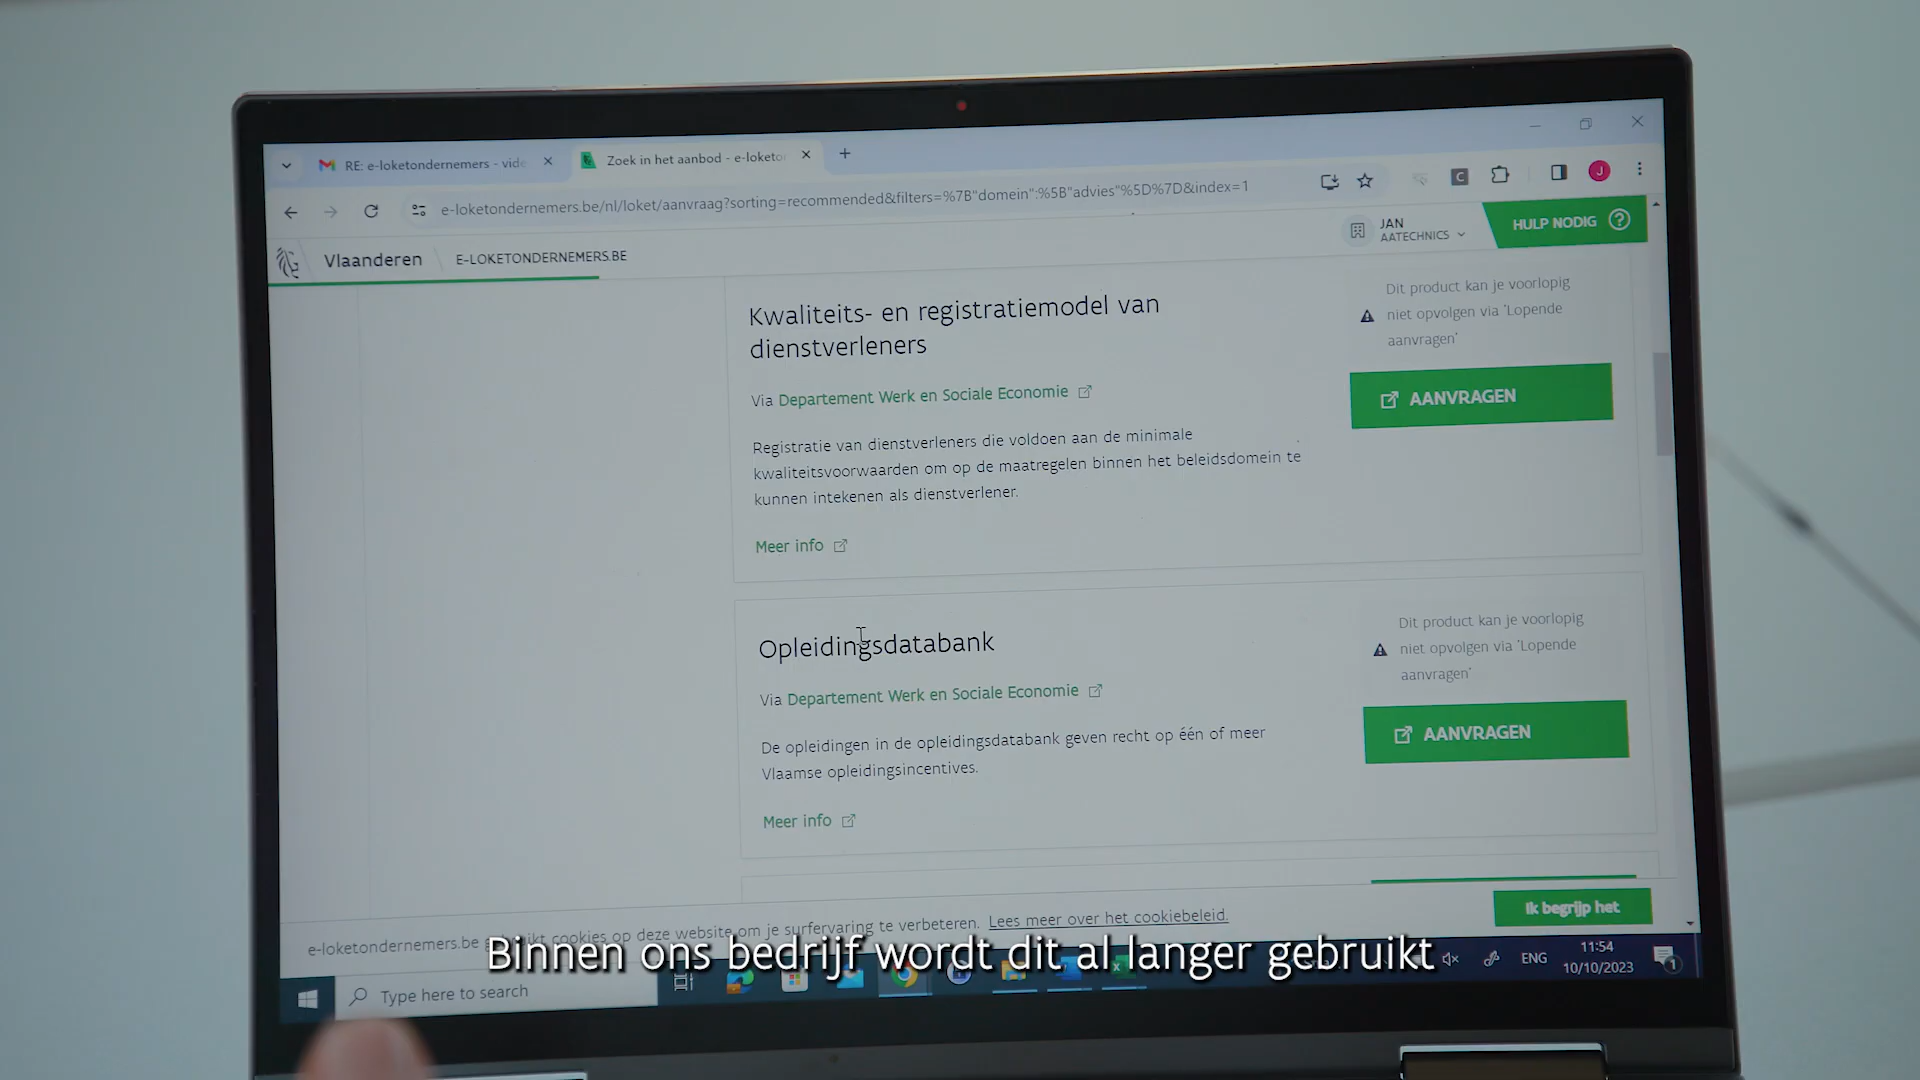 RE: e-loketondernemers - vide
Zoek in het aanbod - e-loketor
e-loketondernemers.be/nl/loket/aanvraag?sorting=recommended&filters=%7B"domein":%5B"advies"%5D%7D&index=1
C
J
Vlaanderen
E-LOKETONDERNEMERS.BE
JAN
AATECHNICS
HULP NODIG
Kwaliteits- en registratiemodel van
dienstverleners
Via Departement Werk en Sociale Economie
Registratie van dienstverleners die voldoen aan de minimale
kwaliteitsvoorwaarden om op de maatregelen binnen het beleidsdomein te
kunnen intekenen als dienstverlener.
Meer info
Dit product kan je voorlopig
niet opvolgen via 'Lopende
aanvragen'
AANVRAGEN
Opleidingsdatabank
Via Departement Werk en Sociale Economie
De opleidingen in de opleidingsdatabank geven recht op één of meer
Vlaamse opleidingsincentives.
Meer info
Dit product kan je voorlopig
niet opvolgen via 'Lopende
aanvragen'
AANVRAGEN
e-loketondernemers.be cookies op deze website om je surfervaring te verbeteren. Lees meer over het cookiebeleid.
Ik begrijp het
Binnen ons bedrijf wordt dit al langer gebruikt
Type here to search
ENG
11:54
10/10/2023
1